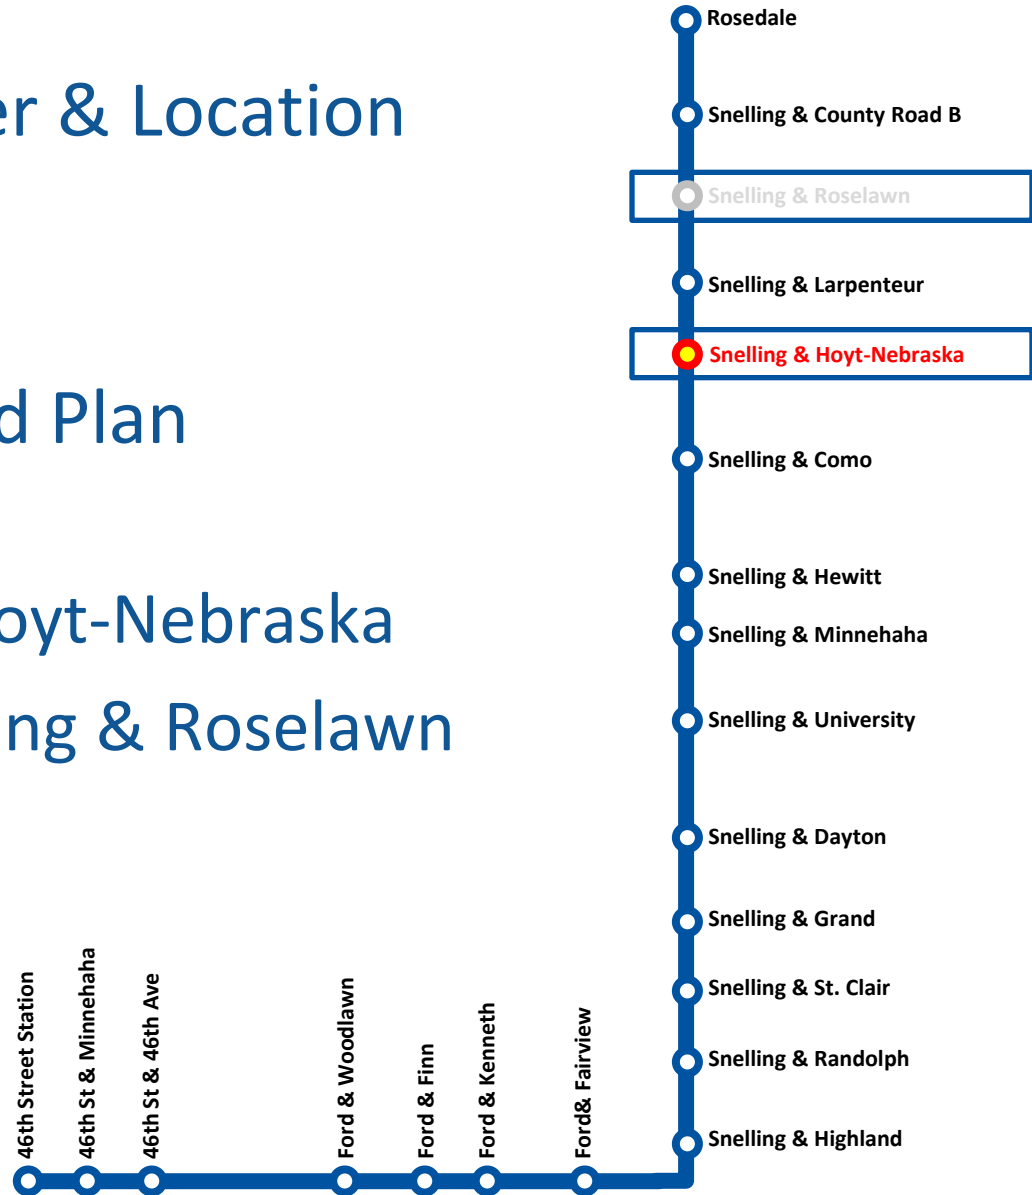 er & Location
d Plan
oyt-Nebraska
ing & Roselawn
Rosedale
Snelling & County Road B
Snelling & Roselawn
Snelling & Larpenteur
Snelling & Hoyt-Nebraska
Snelling & Como
Snelling & Hewitt
Snelling & Minnehaha
Snelling & University
Snelling & Dayton
Snelling & Grand
Snelling & St. Clair
Snelling & Randolph
Snelling & Highland
46th Street Station
46th St & Minnehaha
46th St & 46th Ave
Ford & Woodlawn
Ford & Finn
Ford & Kenneth
Ford& Fairview